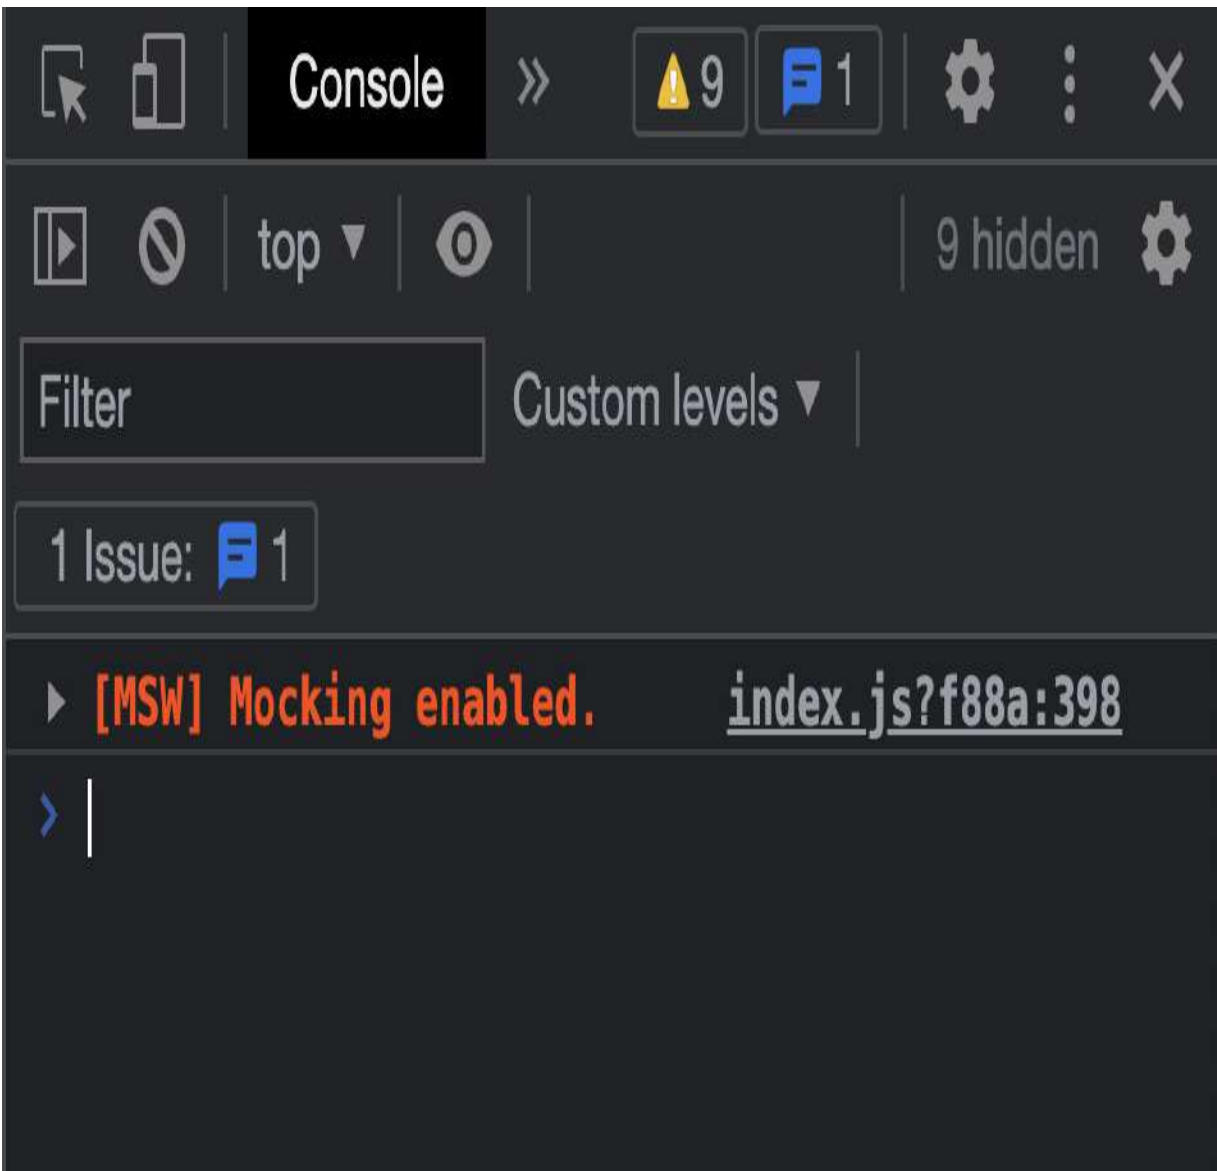 Console 9 1
top 9 hidden
Filter Custom levels
1 Issue: 1
[MSW] Mocking enabled. index.js?f88a:398